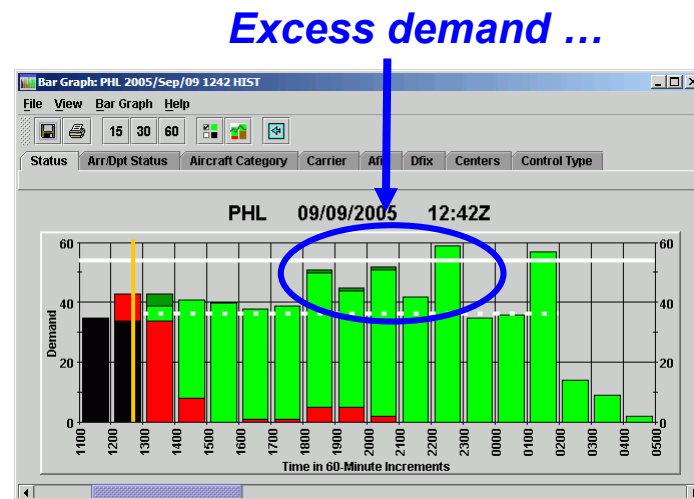 Excess demand …
Bar Graph: PHL 2005/Sep/09 1242 HIST
File View Bar Graph Help
15 30 60
Status Arr/Dpt Status Aircraft Category Carrier Dfix Centers Control Type
PHL 09/09/2005 12:42Z
60 60
40 40
20 20
0 0
Demand
1100 1200 1300 1400 1500 1600 1700 1800 1900 2000 2100 2200 2300 0000 0100 0200 0300 0400 0500
Time in 60-Minute Increments